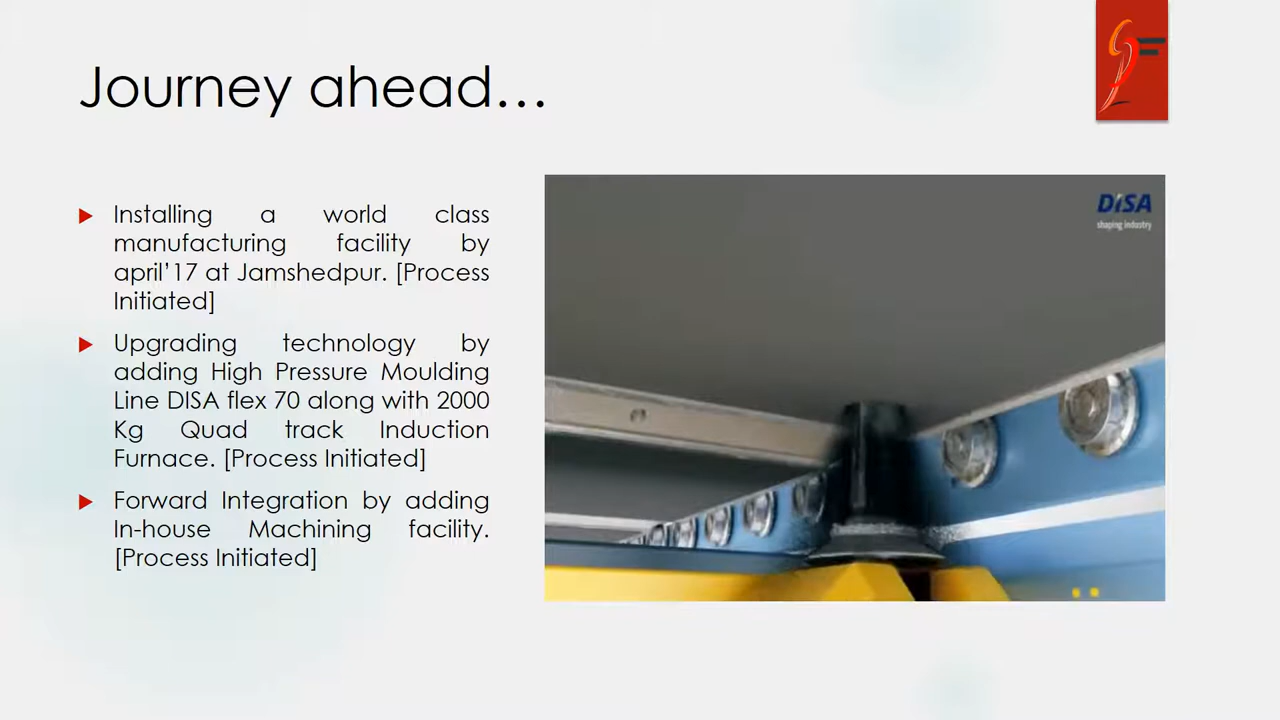 Journey ahead...
Installing a world class
manufacturing facility by
april’17 at Jamshedpur. [Process
Initiated]
Upgrading technology by
adding High Pressure Moulding
Line DISA flex 70 along with 2000
Kg Quad track Induction
Furnace. [Process Initiated]
Forward Integration by adding
In-house Machining facility.
[Process Initiated]
DISA
shaping industry